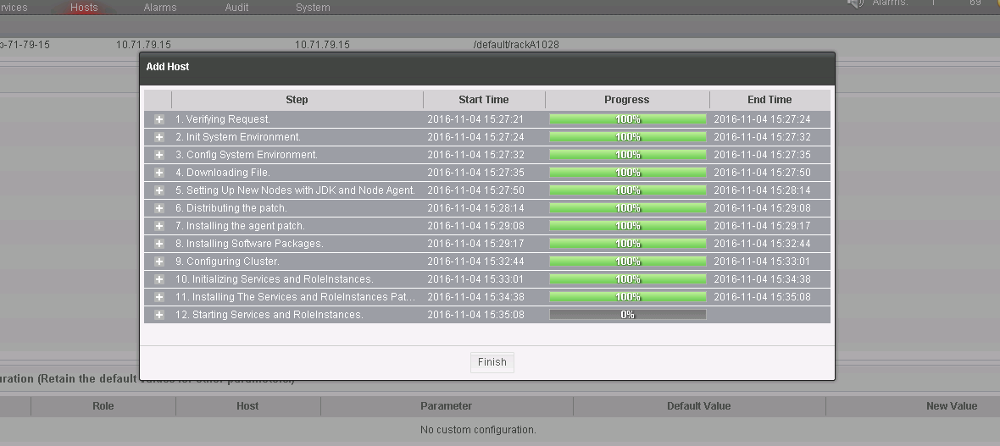 rvices Hosts Alarms Audit System Alarms: 1 69
10.71.79.15 10.71.79.15 /default/rackA1028
Add Host
Step Start Time Progress End Time
1. Verifying Request. 2016-11-04 15:27:21 100% 2016-11-04 15:27:24
2. Init System Environment. 2016-11-04 15:27:24 100% 2016-11-04 15:27:32
3. Config System Environment. 2016-11-04 15:27:32 100% 2016-11-04 15:27:35
4. Downloading File. 2016-11-04 15:27:35 100% 2016-11-04 15:27:50
5. Setting Up New Nodes with JDK and Node Agent. 2016-11-04 15:27:50 100% 2016-11-04 15:28:14
6. Distributing the patch. 2016-11-04 15:28:14 100% 2016-11-04 15:29:08
7. Installing the agent patch. 2016-11-04 15:29:08 100% 2016-11-04 15:29:17
8. Installing Software Packages. 2016-11-04 15:29:17 100% 2016-11-04 15:32:44
9. Configuring Cluster. 2016-11-04 15:32:44 100% 2016-11-04 15:33:01
10. Initializing Services and RoleInstances. 2016-11-04 15:33:01 100% 2016-11-04 15:34:38
11. Installing The Services and RoleInstances Pat... 2016-11-04 15:34:38 100% 2016-11-04 15:35:08
12. Starting Services and RoleInstances. 2016-11-04 15:35:08 0%
Finish
uration (Retain the default values for other parameters.)
Role Host Parameter Default Value New Value
No custom configuration.